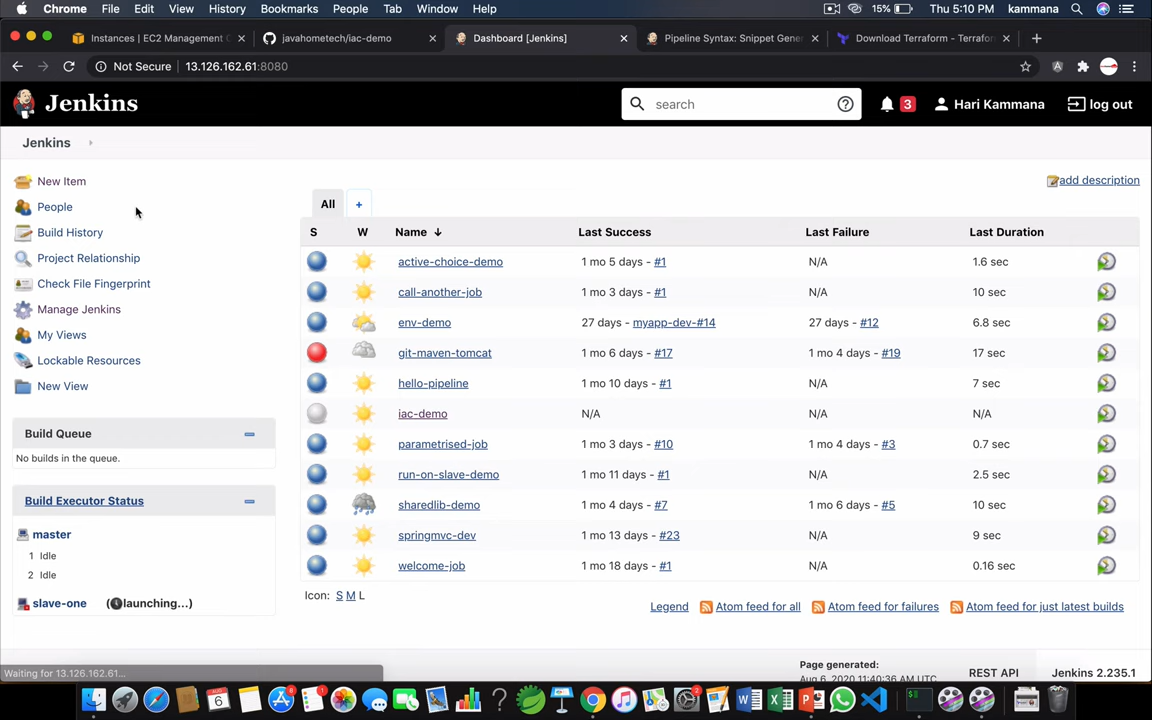 Chrome File Edit View History Bookmarks People Tab Window Help 15% Thu 5:10 PM kammana
Instances | EC2 Management C javahometech/iac-demo Dashboard [Jenkins] Pipeline Syntax: Snippet Gene Download Terraform - Terrafor
Not Secure 13.126.162.61:8080
Jenkins search 3 Hari Kammana log out
Jenkins
add description
New Item
People
Build History
Project Relationship
Check File Fingerprint
Manage Jenkins
My Views
Lockable Resources
New View
Build Queue
No builds in the queue.
Build Executor Status
master
1 Idle
2 Idle
slave-one (launching...)
All +
S W Name ↓ Last Success Last Failure Last Duration
active-choice-demo 1 mo 5 days - #1 N/A 1.6 sec
call-another-job 1 mo 3 days - #1 N/A 10 sec
env-demo 27 days - myapp-dev-#14 27 days - #12 6.8 sec
git-maven-tomcat 1 mo 6 days - #17 1 mo 4 days - #19 17 sec
hello-pipeline 1 mo 10 days - #1 N/A 7 sec
iac-demo N/A N/A N/A
parametrised-job 1 mo 3 days - #10 1 mo 4 days - #3 0.7 sec
run-on-slave-demo 1 mo 11 days - #1 N/A 2.5 sec
sharedlib-demo 1 mo 4 days - #7 1 mo 6 days - #5 10 sec
springmvc-dev 1 mo 13 days - #23 N/A 9 sec
welcome-job 1 mo 18 days - #1 N/A 0.16 sec
Icon: S M L
Legend Atom feed for all Atom feed for failures Atom feed for just latest builds
Waiting for 13.126.162.61...
Page generated:
Aug 6, 2020 11:40:36 AM UTC
REST API Jenkins 2.235.1